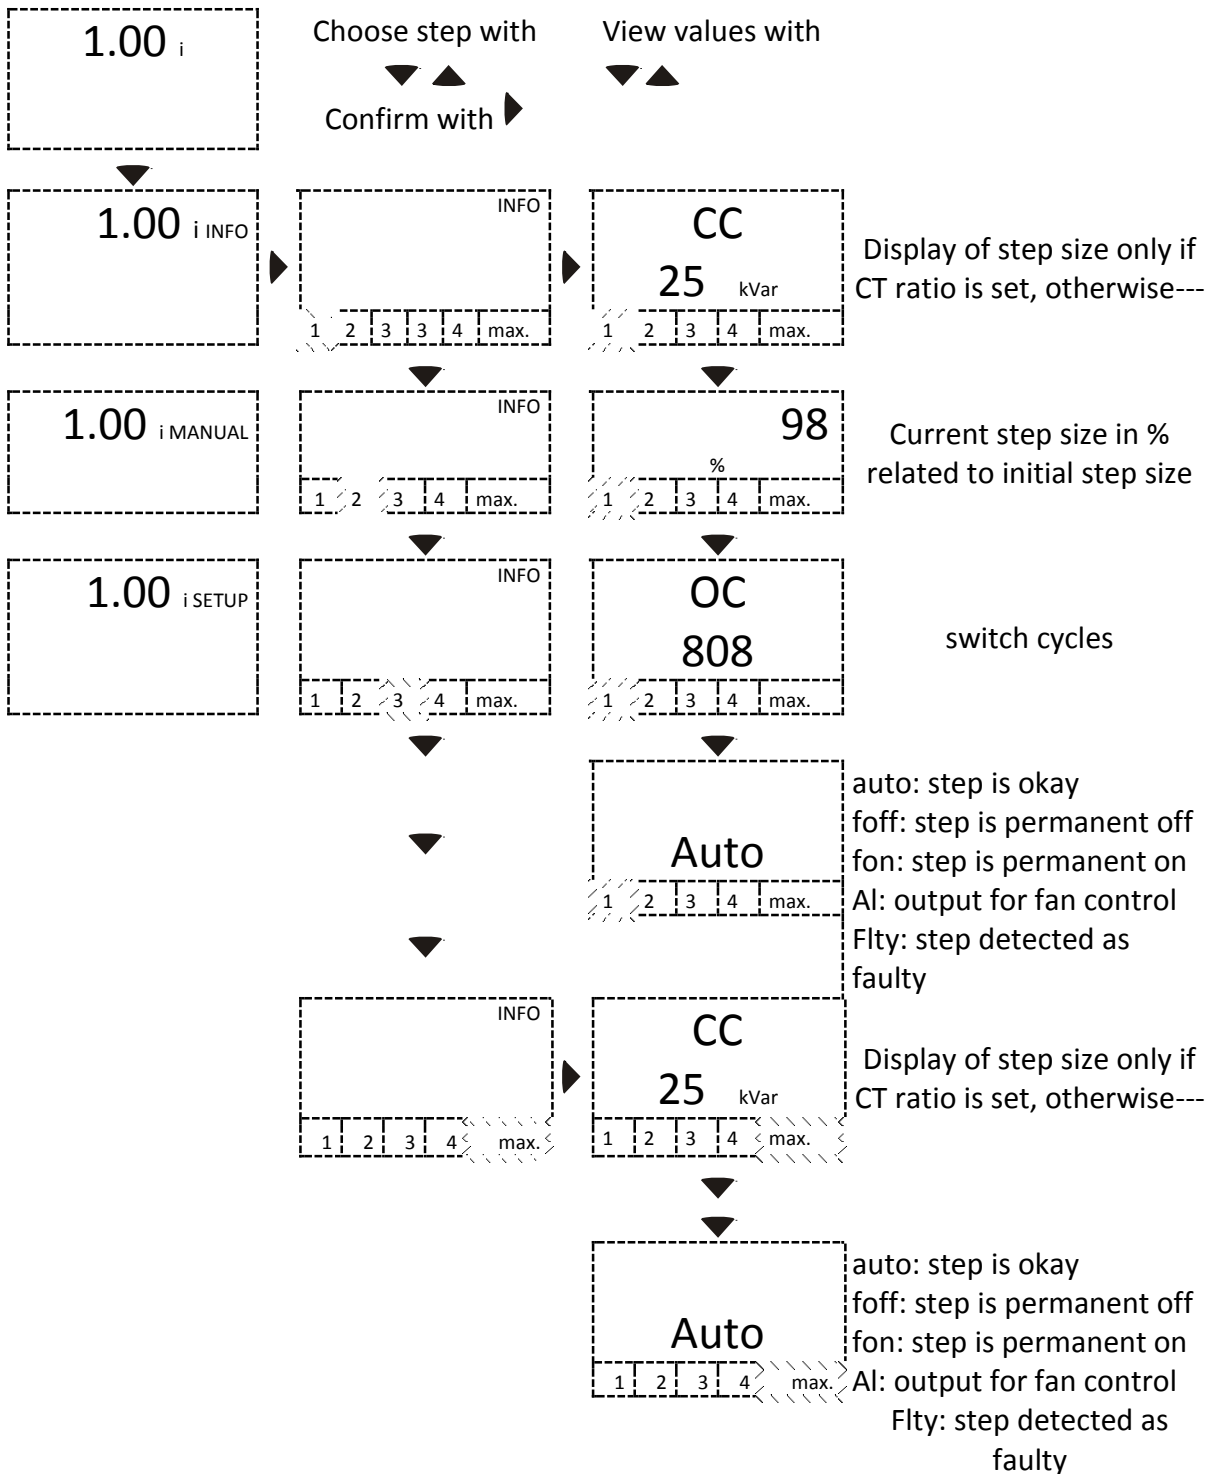 1.00 i
Choose step with
View values with
Confirm with
1.00 i INFO
INFO
1 2 3 3 4 max.
CC
25 kVar
1 2 3 4 max.
Display of step size only if
CT ratio is set, otherwise---
1.00 i MANUAL
INFO
1 2 3 4 max.
98
%
1 2 3 4 max.
Current step size in %
related to initial step size
1.00 i SETUP
INFO
1 2 3 4 max.
OC
808
1 2 3 4 max.
switch cycles
Auto
1 2 3 4 max.
auto: step is okay
foff: step is permanent off
fon: step is permanent on
Al: output for fan control
Flty: step detected as
faulty
INFO
1 2 3 4 max.
CC
25 kVar
1 2 3 4 max.
Display of step size only if
CT ratio is set, otherwise---
Auto
1 2 3 4 max.
auto: step is okay
foff: step is permanent off
fon: step is permanent on
Al: output for fan control
Flty: step detected as
faulty